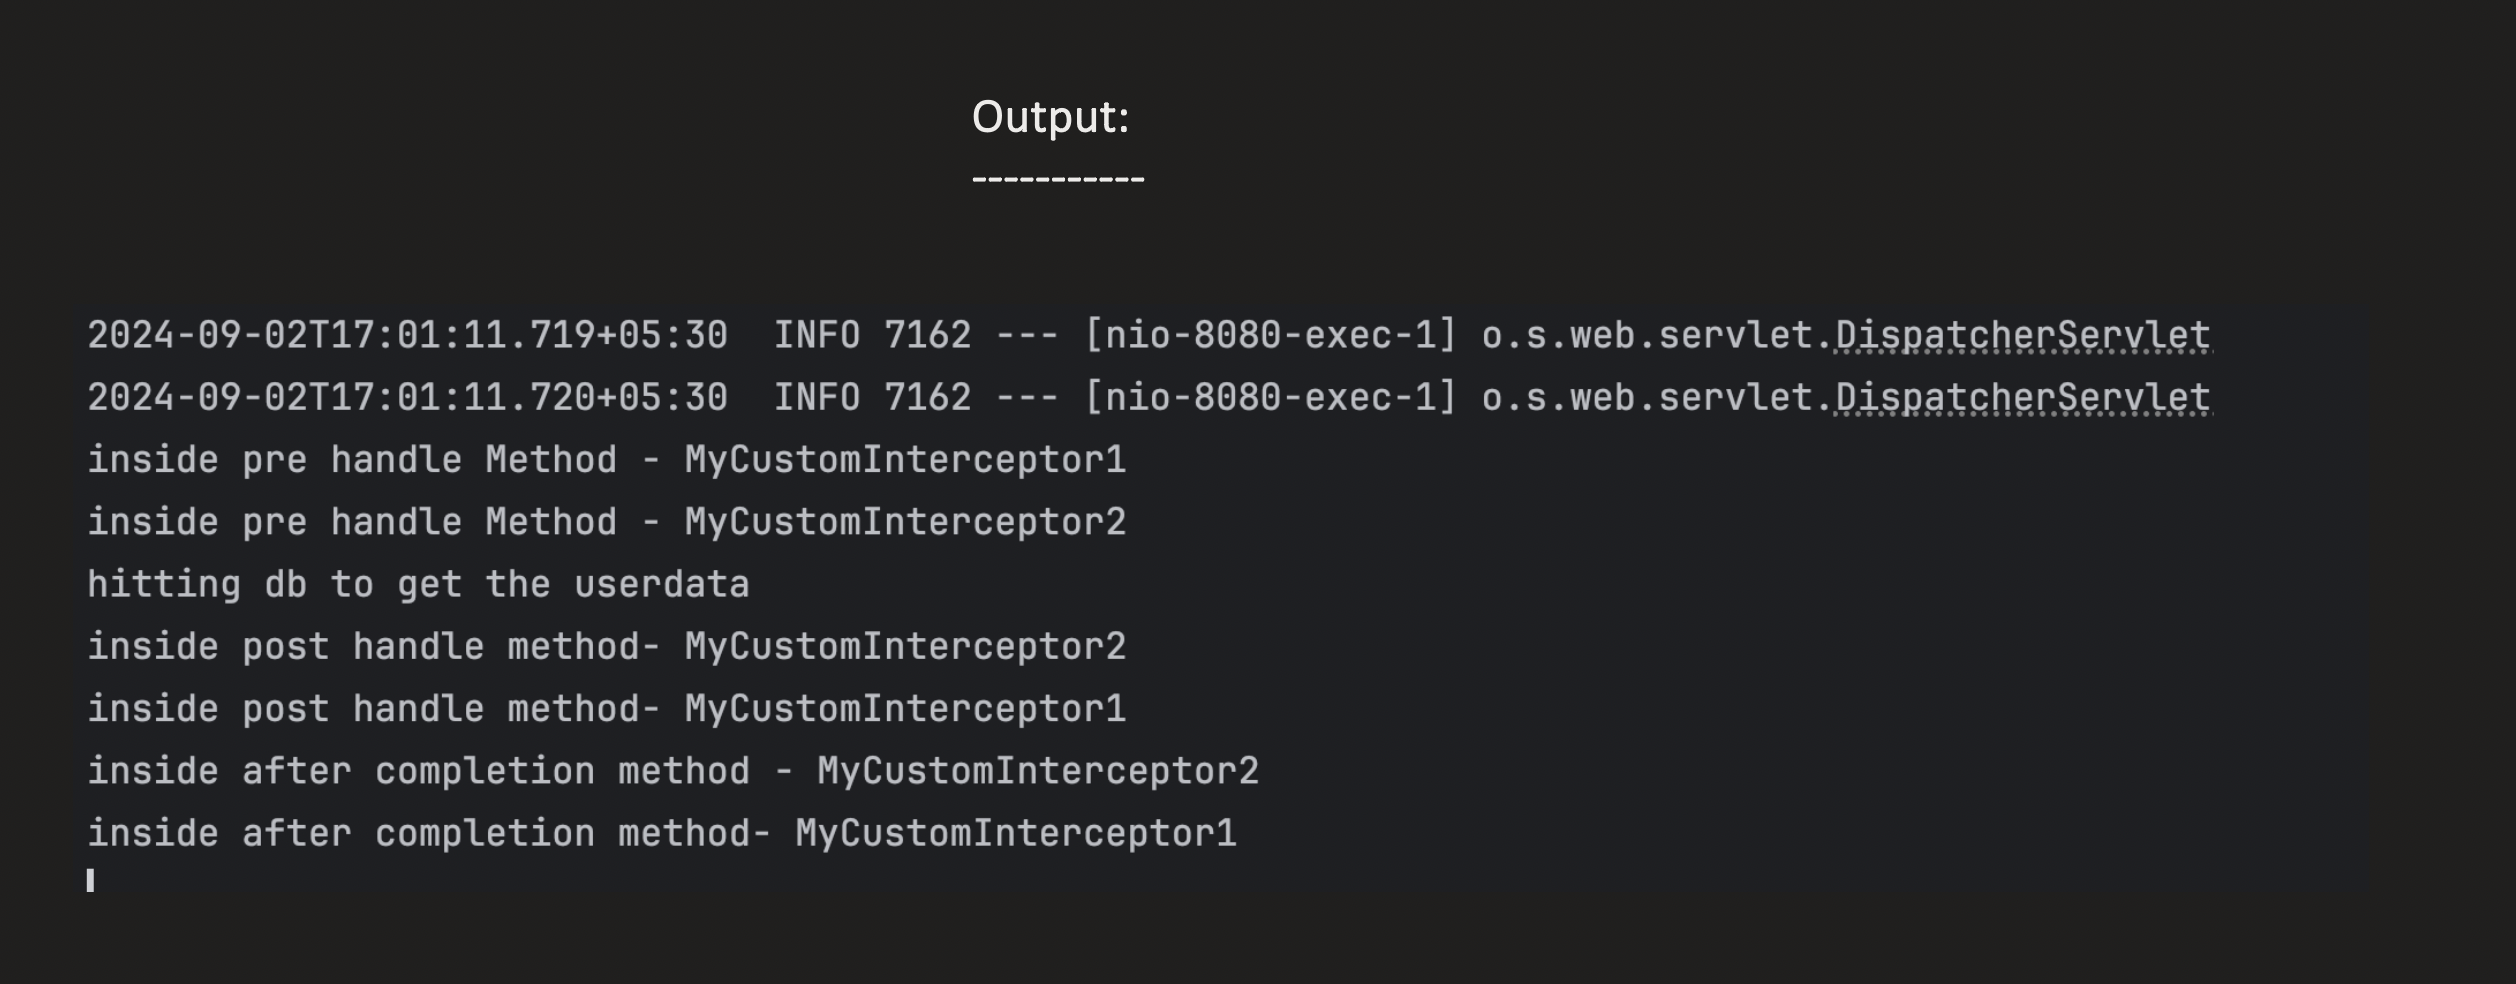 Output:
-----------
2024-09-02T17:01:11.719+05:30  INFO 7162 --- [nio-8080-exec-1] o.s.web.servlet.DispatcherServlet
2024-09-02T17:01:11.720+05:30  INFO 7162 --- [nio-8080-exec-1] o.s.web.servlet.DispatcherServlet
inside pre handle Method - MyCustomInterceptor1
inside pre handle Method - MyCustomInterceptor2
hitting db to get the userdata
inside post handle method- MyCustomInterceptor2
inside post handle method- MyCustomInterceptor1
inside after completion method - MyCustomInterceptor2
inside after completion method- MyCustomInterceptor1